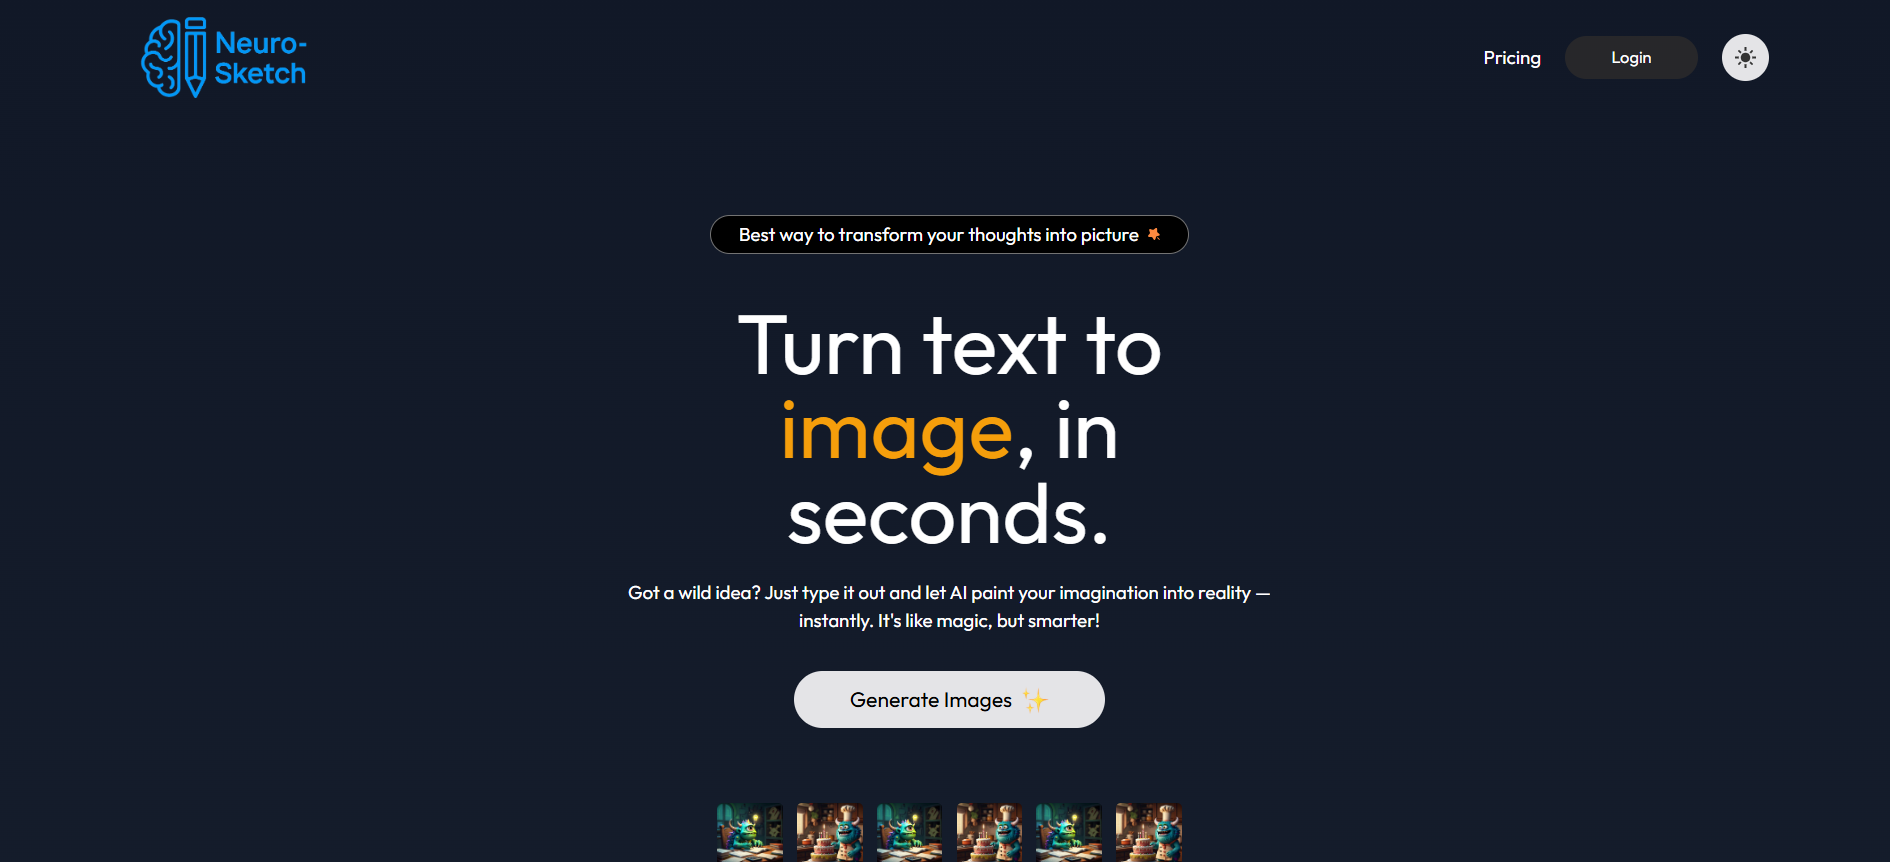 Neuro-
Sketch
Pricing
Login
Best way to transform your thoughts into picture
Turn text to
image, in
seconds.
Got a wild idea? Just type it out and let AI paint your imagination into reality —
instantly. It's like magic, but smarter!
Generate Images ✨